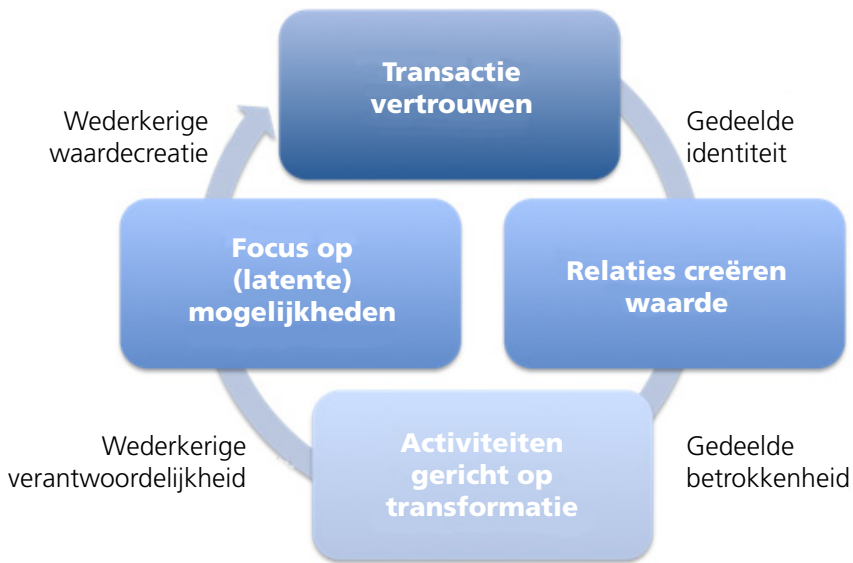 Transactie
vertrouwen
Wederkerige
waardecreatie
Gedeelde
identiteit
Focus op
(latente)
mogelijkheden
Relaties creëren
waarde
Wederkerige
verantwoordelijkheid
Activiteiten
gericht op
transformatie
Gedeelde
betrokkenheid